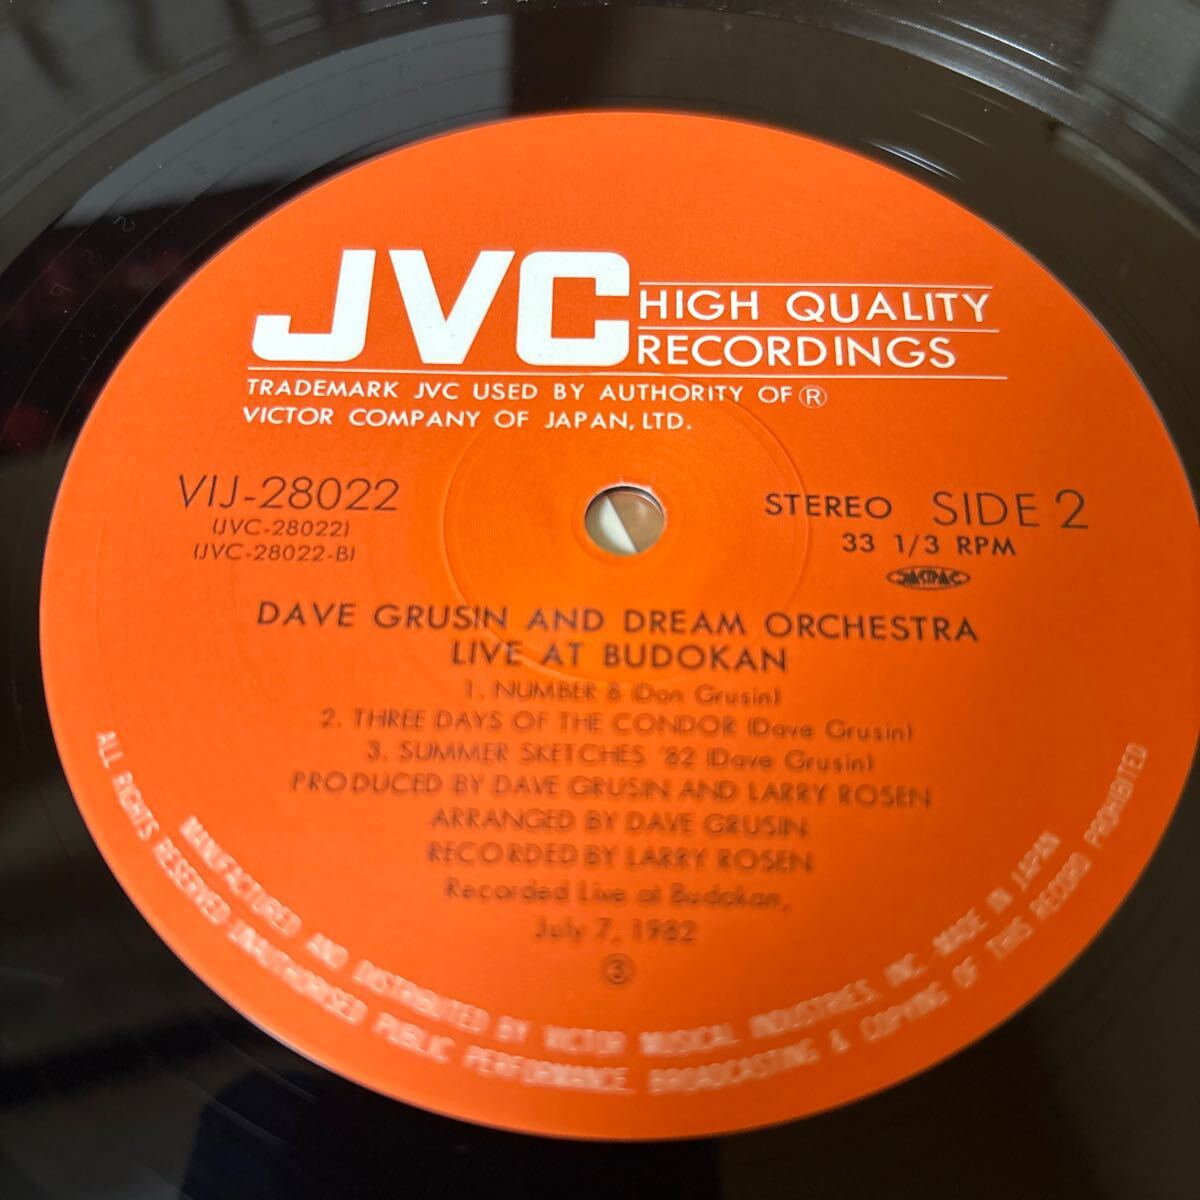 JVC
HIGH QUALITY
RECORDINGS
TRADEMARK JVC USED BY AUTHORITY OF ®
VICTOR COMPANY OF JAPAN, LTD.
VIJ-28022
(JVC-28022)
(JVC-28022-B)
STEREO SIDE 2
33 1/3 RPM
DAVE GRUSIN AND DREAM ORCHESTRA
LIVE AT BUDOKAN
1. NUMBER 8 (Don Grusin)
2. THREE DAYS OF THE CONDOR (Dave Grusin)
3. SUMMER SKETCHES '82 (Dave Grusin)
PRODUCED BY DAVE GRUSIN AND LARRY ROSEN
ARRANGED BY DAVE GRUSIN
RECORDED BY LARRY ROSEN
Recorded Live at Budokan,
July 7, 1982
③
MANUFACTURED AND DISTRIBUTED BY VICTOR MUSICAL INDUSTRIES, INC. MADE IN JAPAN
ALL RIGHTS RESERVED UNAUTHORISED PUBLIC PERFORMANCE, BROADCASTING & COPYING OF THIS RECORD PROHIBITED